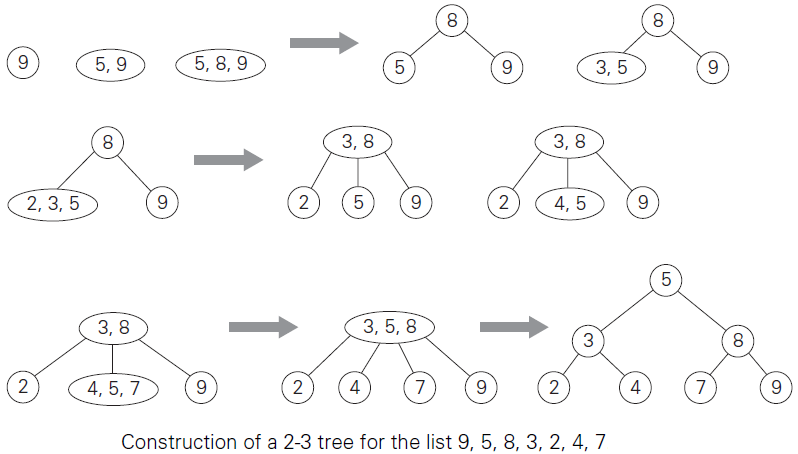 8 8
9 5, 9 5, 8, 9 5 9 3, 5 9
8 3, 8 3, 8
2, 3, 5 9 2 5 9 2 4, 5 9
5
3, 8 3, 5, 8 3 8
2 4, 5, 7 9 2 4 7 9 2 4 7 9
Construction of a 2-3 tree for the list 9, 5, 8, 3, 2, 4, 7